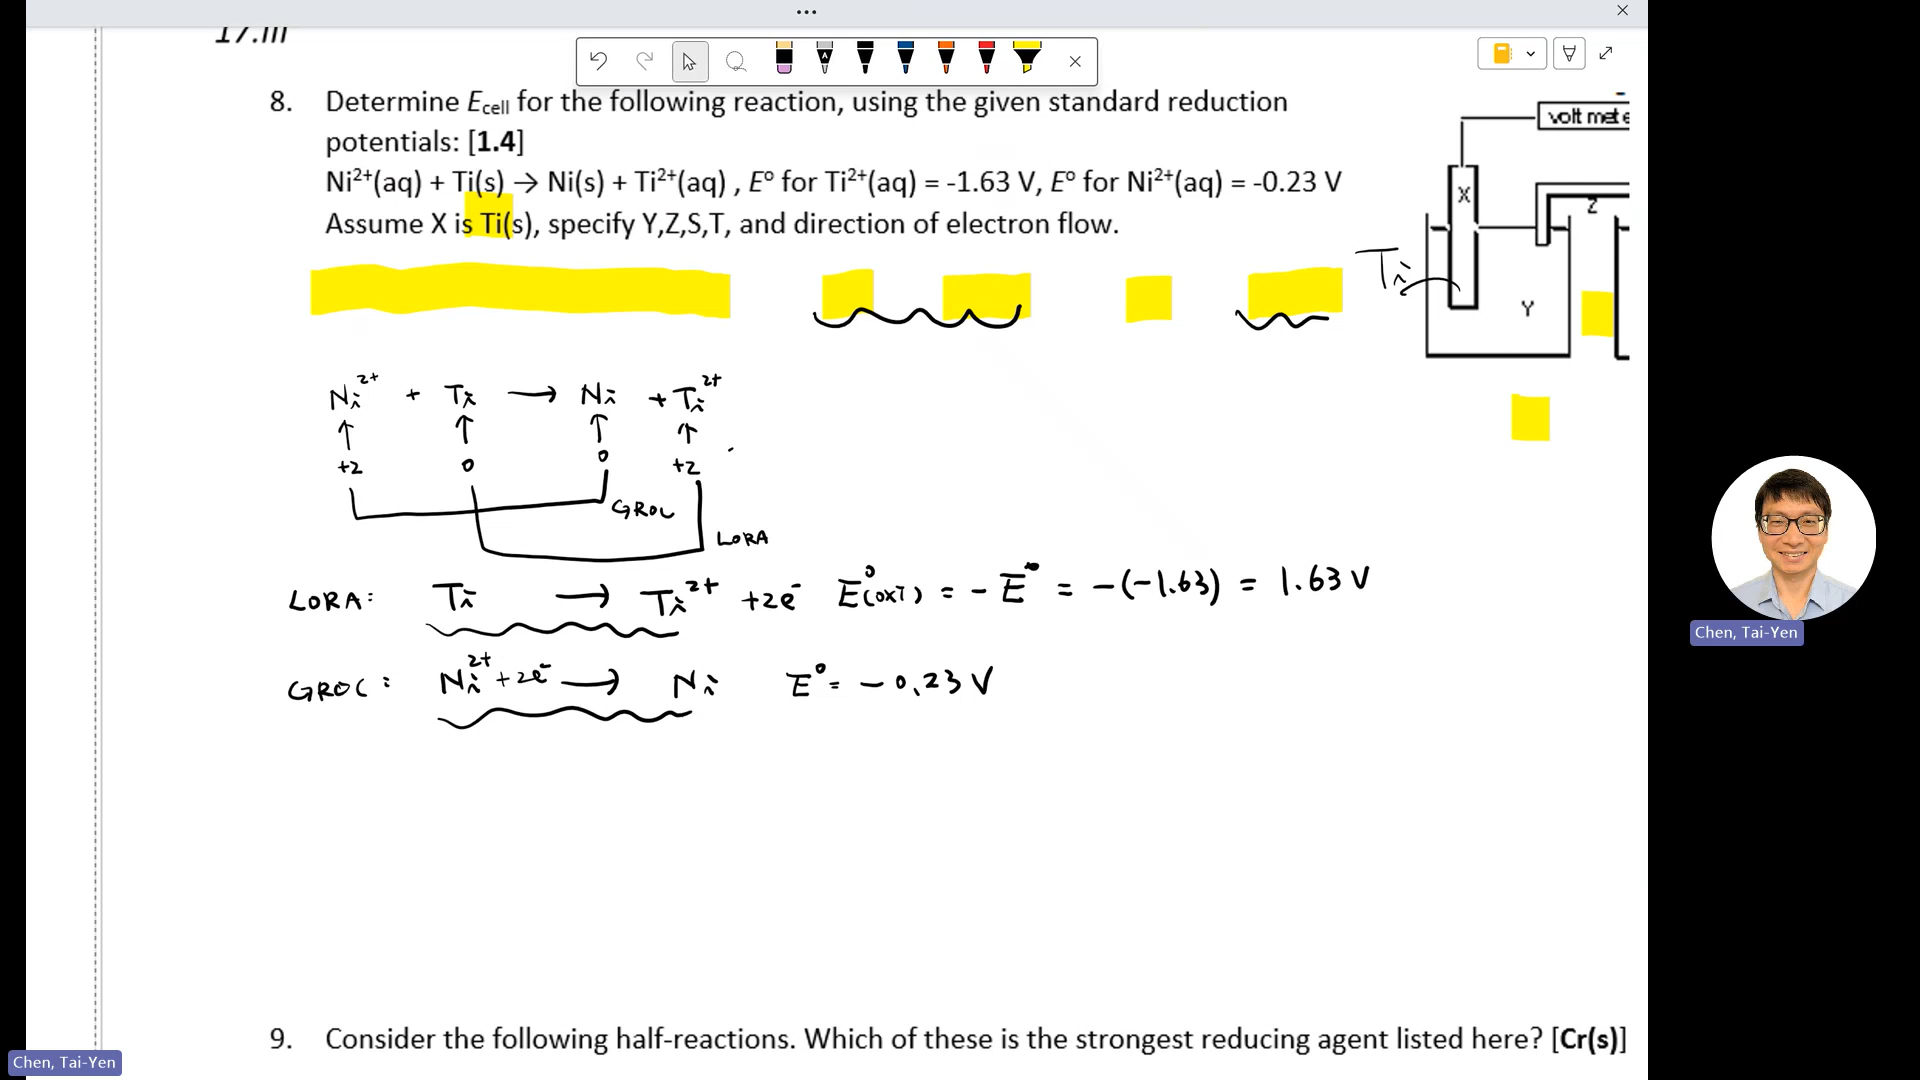 17.III
8. Determine Ecell for the following reaction, using the given standard reduction
potentials: [1.4]
Ni²⁺(aq) + Ti(s) → Ni(s) + Ti²⁺(aq) , E° for Ti²⁺(aq) = -1.63 V, E° for Ni²⁺(aq) = -0.23 V
Assume X is Ti(s), specify Y,Z,S,T, and direction of electron flow.
volt mete
X
Z
Ti
Y
Ni²⁺ + Ti → Ni + Ti²⁺
↑ ↑ ↑ ↑
+2 0 0 +2
GROC
LORA
LORA: Ti → Ti²⁺ +2e⁻ E°(OXI) = - E° = -(-1.63) = 1.63 V
GROC: Ni²⁺ +2e⁻ → Ni E° = -0.23 V
9. Consider the following half-reactions. Which of these is the strongest reducing agent listed here? [Cr(s)]
Chen, Tai-Yen
Chen, Tai-Yen